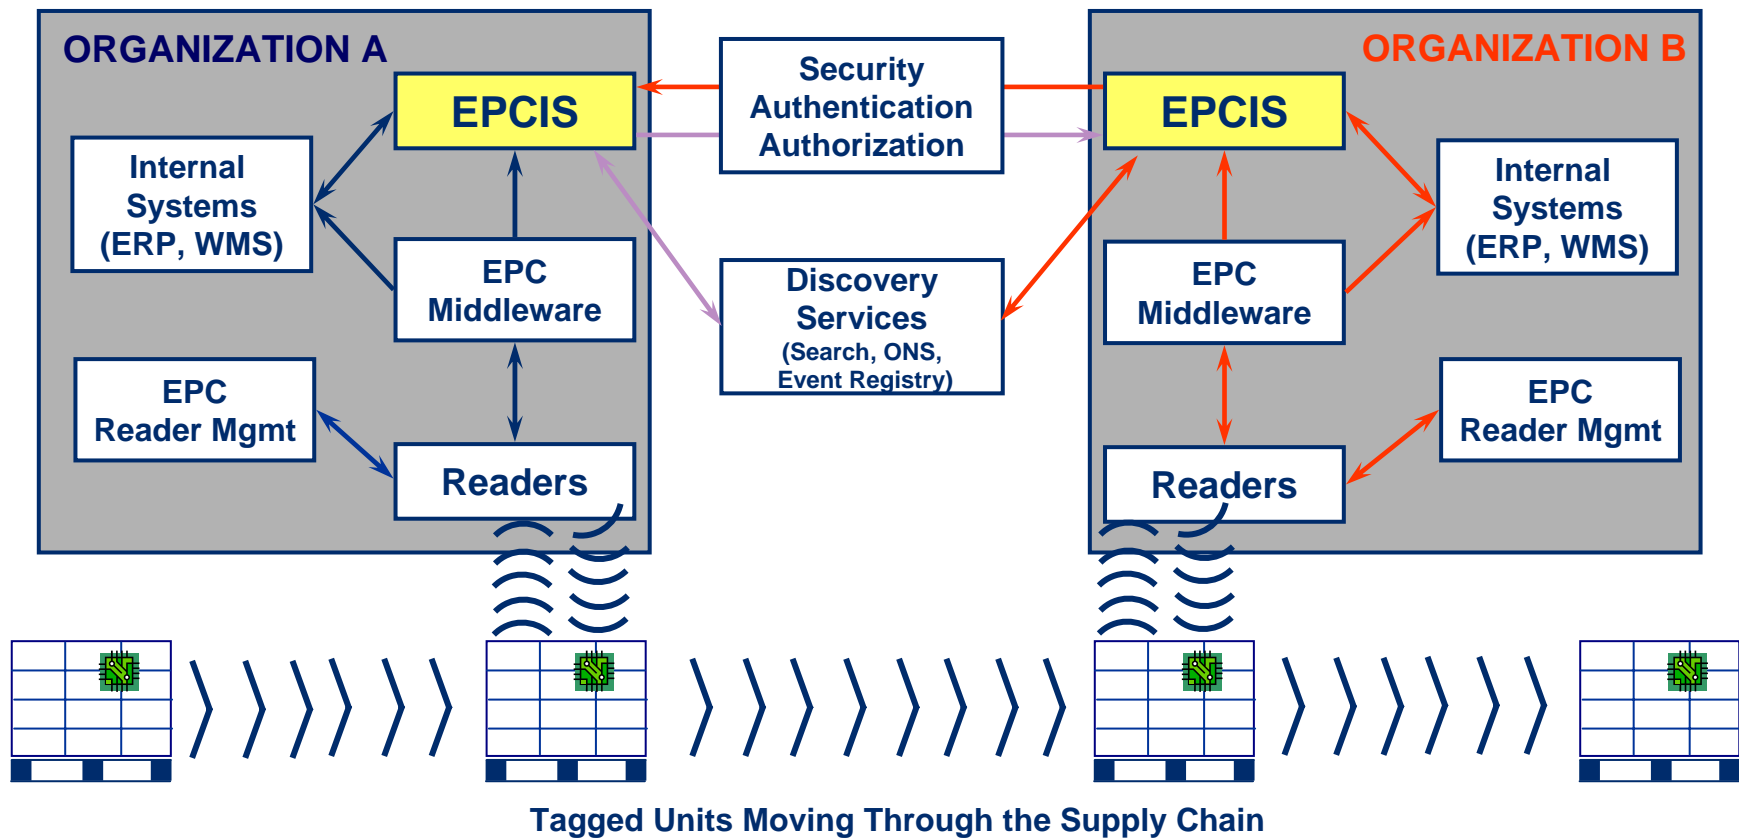 ORGANIZATION A
EPCIS
Internal
Systems
(ERP, WMS)
EPC
Middleware
EPC
Reader Mgmt
Readers
Security
Authentication
Authorization
Discovery
Services
(Search, ONS,
Event Registry)
ORGANIZATION B
EPCIS
Internal
Systems
(ERP, WMS)
EPC
Middleware
EPC
Reader Mgmt
Readers
Tagged Units Moving Through the Supply Chain